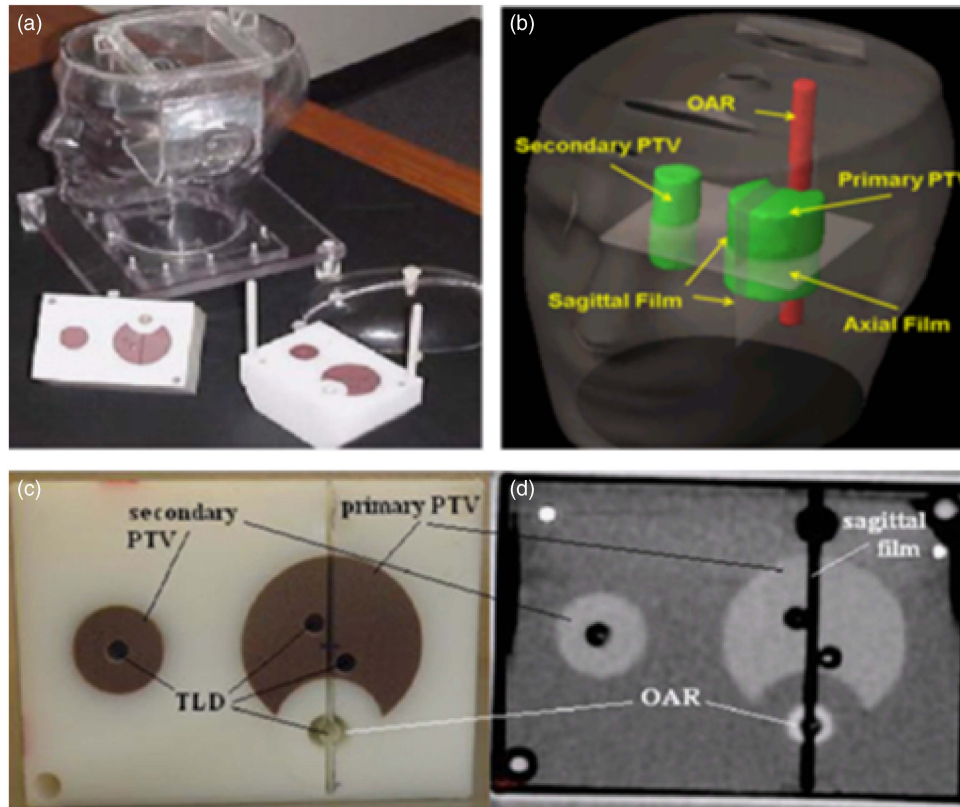 (a)
(b)
OAR
Secondary PTV
Primary PTV
Sagittal Film
Axial Film
(c)
secondary
PTV
primary PTV
TLD
(d)
sagittal
film
OAR